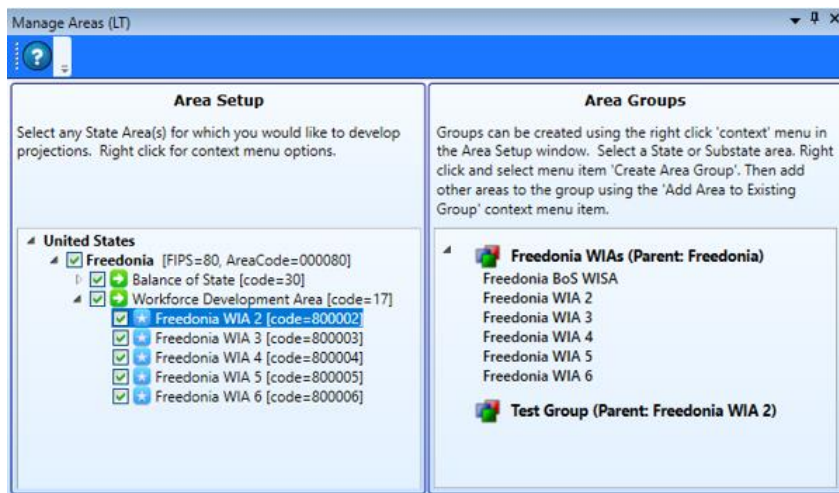 Manage Areas (LT)
Area Setup
Select any State Area(s) for which you would like to develop
projections. Right click for context menu options.
United States
Freedonia [FIPS=80, AreaCode=000080]
Balance of State [code=30]
Workforce Development Area [code=17]
Freedonia WIA 2 [code=800002]
Freedonia WIA 3 [code=800003]
Freedonia WIA 4 [code=800004]
Freedonia WIA 5 [code=800005]
Freedonia WIA 6 [code=800006]
Area Groups
Groups can be created using the right click 'context' menu in
the Area Setup window. Select a State or Substate area. Right
click and select menu item 'Create Area Group'. Then add
other areas to the group using the 'Add Area to Existing
Group' context menu item.
Freedonia WIAs (Parent: Freedonia)
Freedonia BoS WISA
Freedonia WIA 2
Freedonia WIA 3
Freedonia WIA 4
Freedonia WIA 5
Freedonia WIA 6
Test Group (Parent: Freedonia WIA 2)